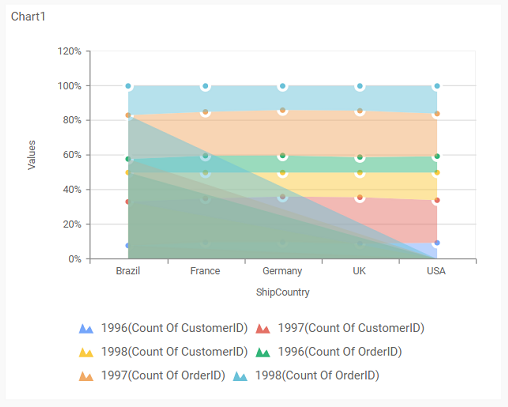 Chart1
120%
100%
80%
60%
40%
20%
0%
Values
Brazil France Germany UK USA
ShipCountry
1996(Count Of CustomerID) 1997(Count Of CustomerID)
1998(Count Of CustomerID) 1996(Count Of OrderID)
1997(Count Of OrderID) 1998(Count Of OrderID)